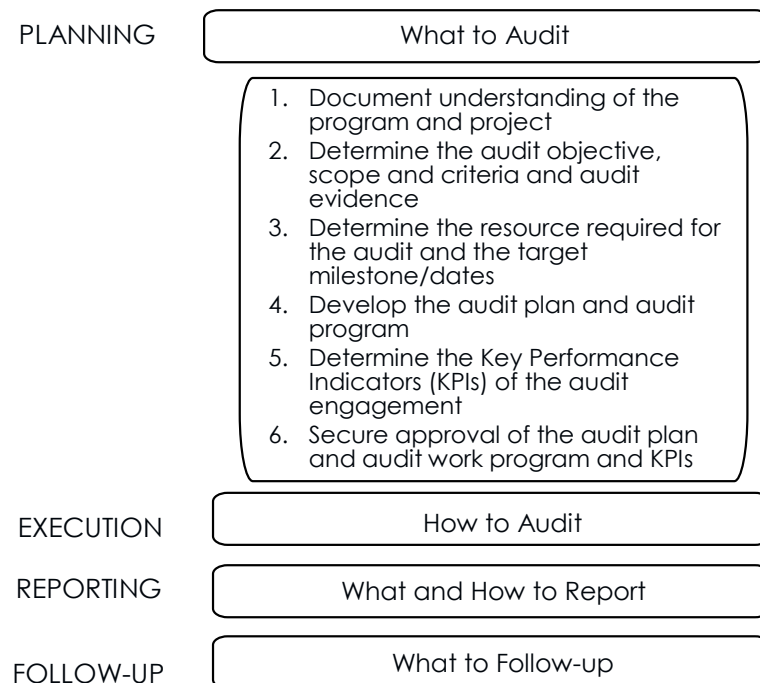 PLANNING What to Audit
1. Document understanding of the
program and project
2. Determine the audit objective,
scope and criteria and audit
evidence
3. Determine the resource required for
the audit and the target
milestone/dates
4. Develop the audit plan and audit
program
5. Determine the Key Performance
Indicators (KPIs) of the audit
engagement
6. Secure approval of the audit plan
and audit work program and KPIs
EXECUTION How to Audit
REPORTING What and How to Report
FOLLOW-UP What to Follow-up